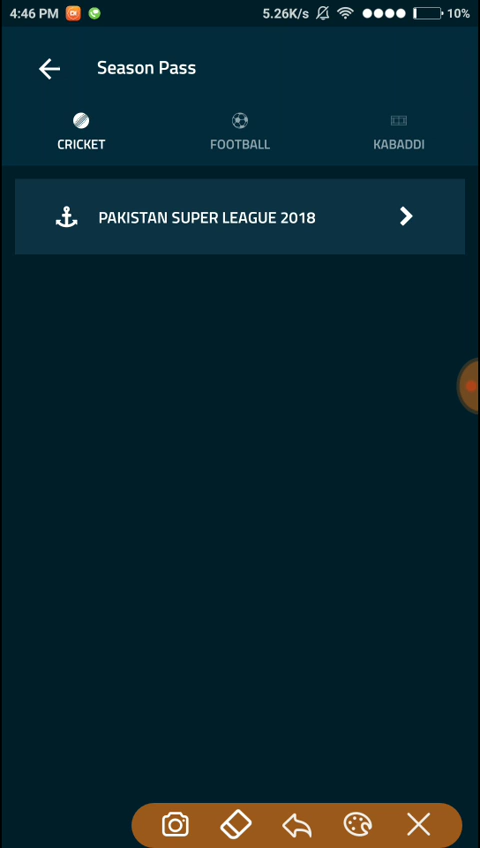 4:46 PM 5.26K/s 10%
Season Pass
CRICKET FOOTBALL KABADDI
PAKISTAN SUPER LEAGUE 2018